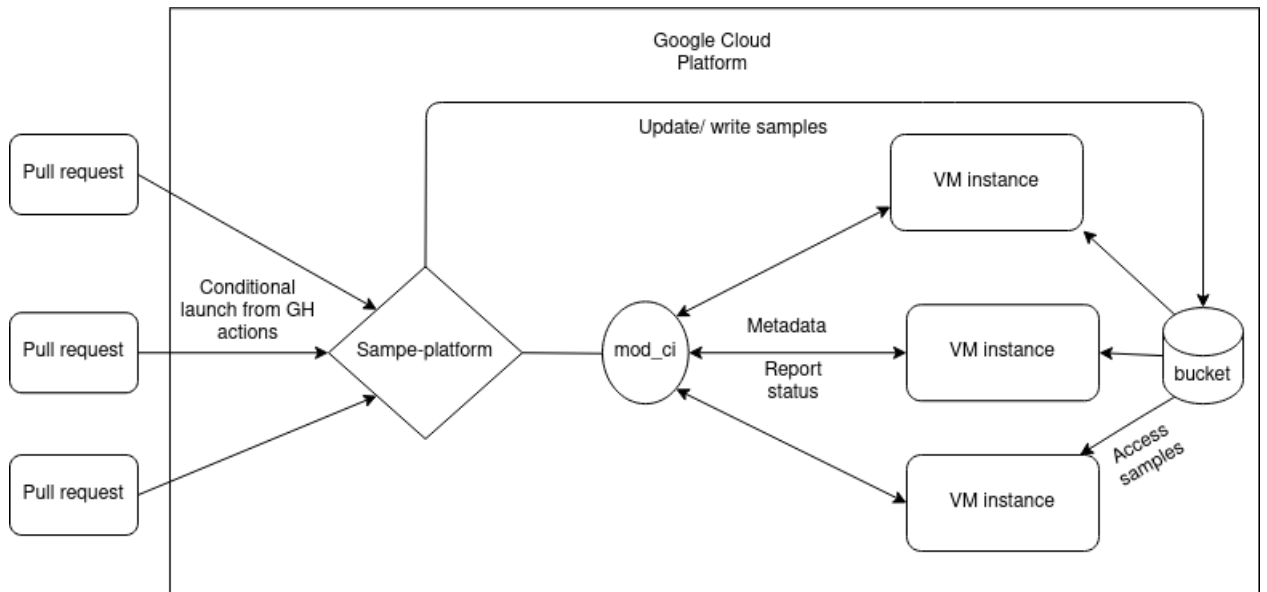 Google Cloud
Platform
Update/ write samples
Pull request
VM instance
Conditional
launch from GH
actions
Pull request
Sampe-platform
mod_ci
Metadata
Report
status
VM instance
bucket
Access
samples
Pull request
VM instance